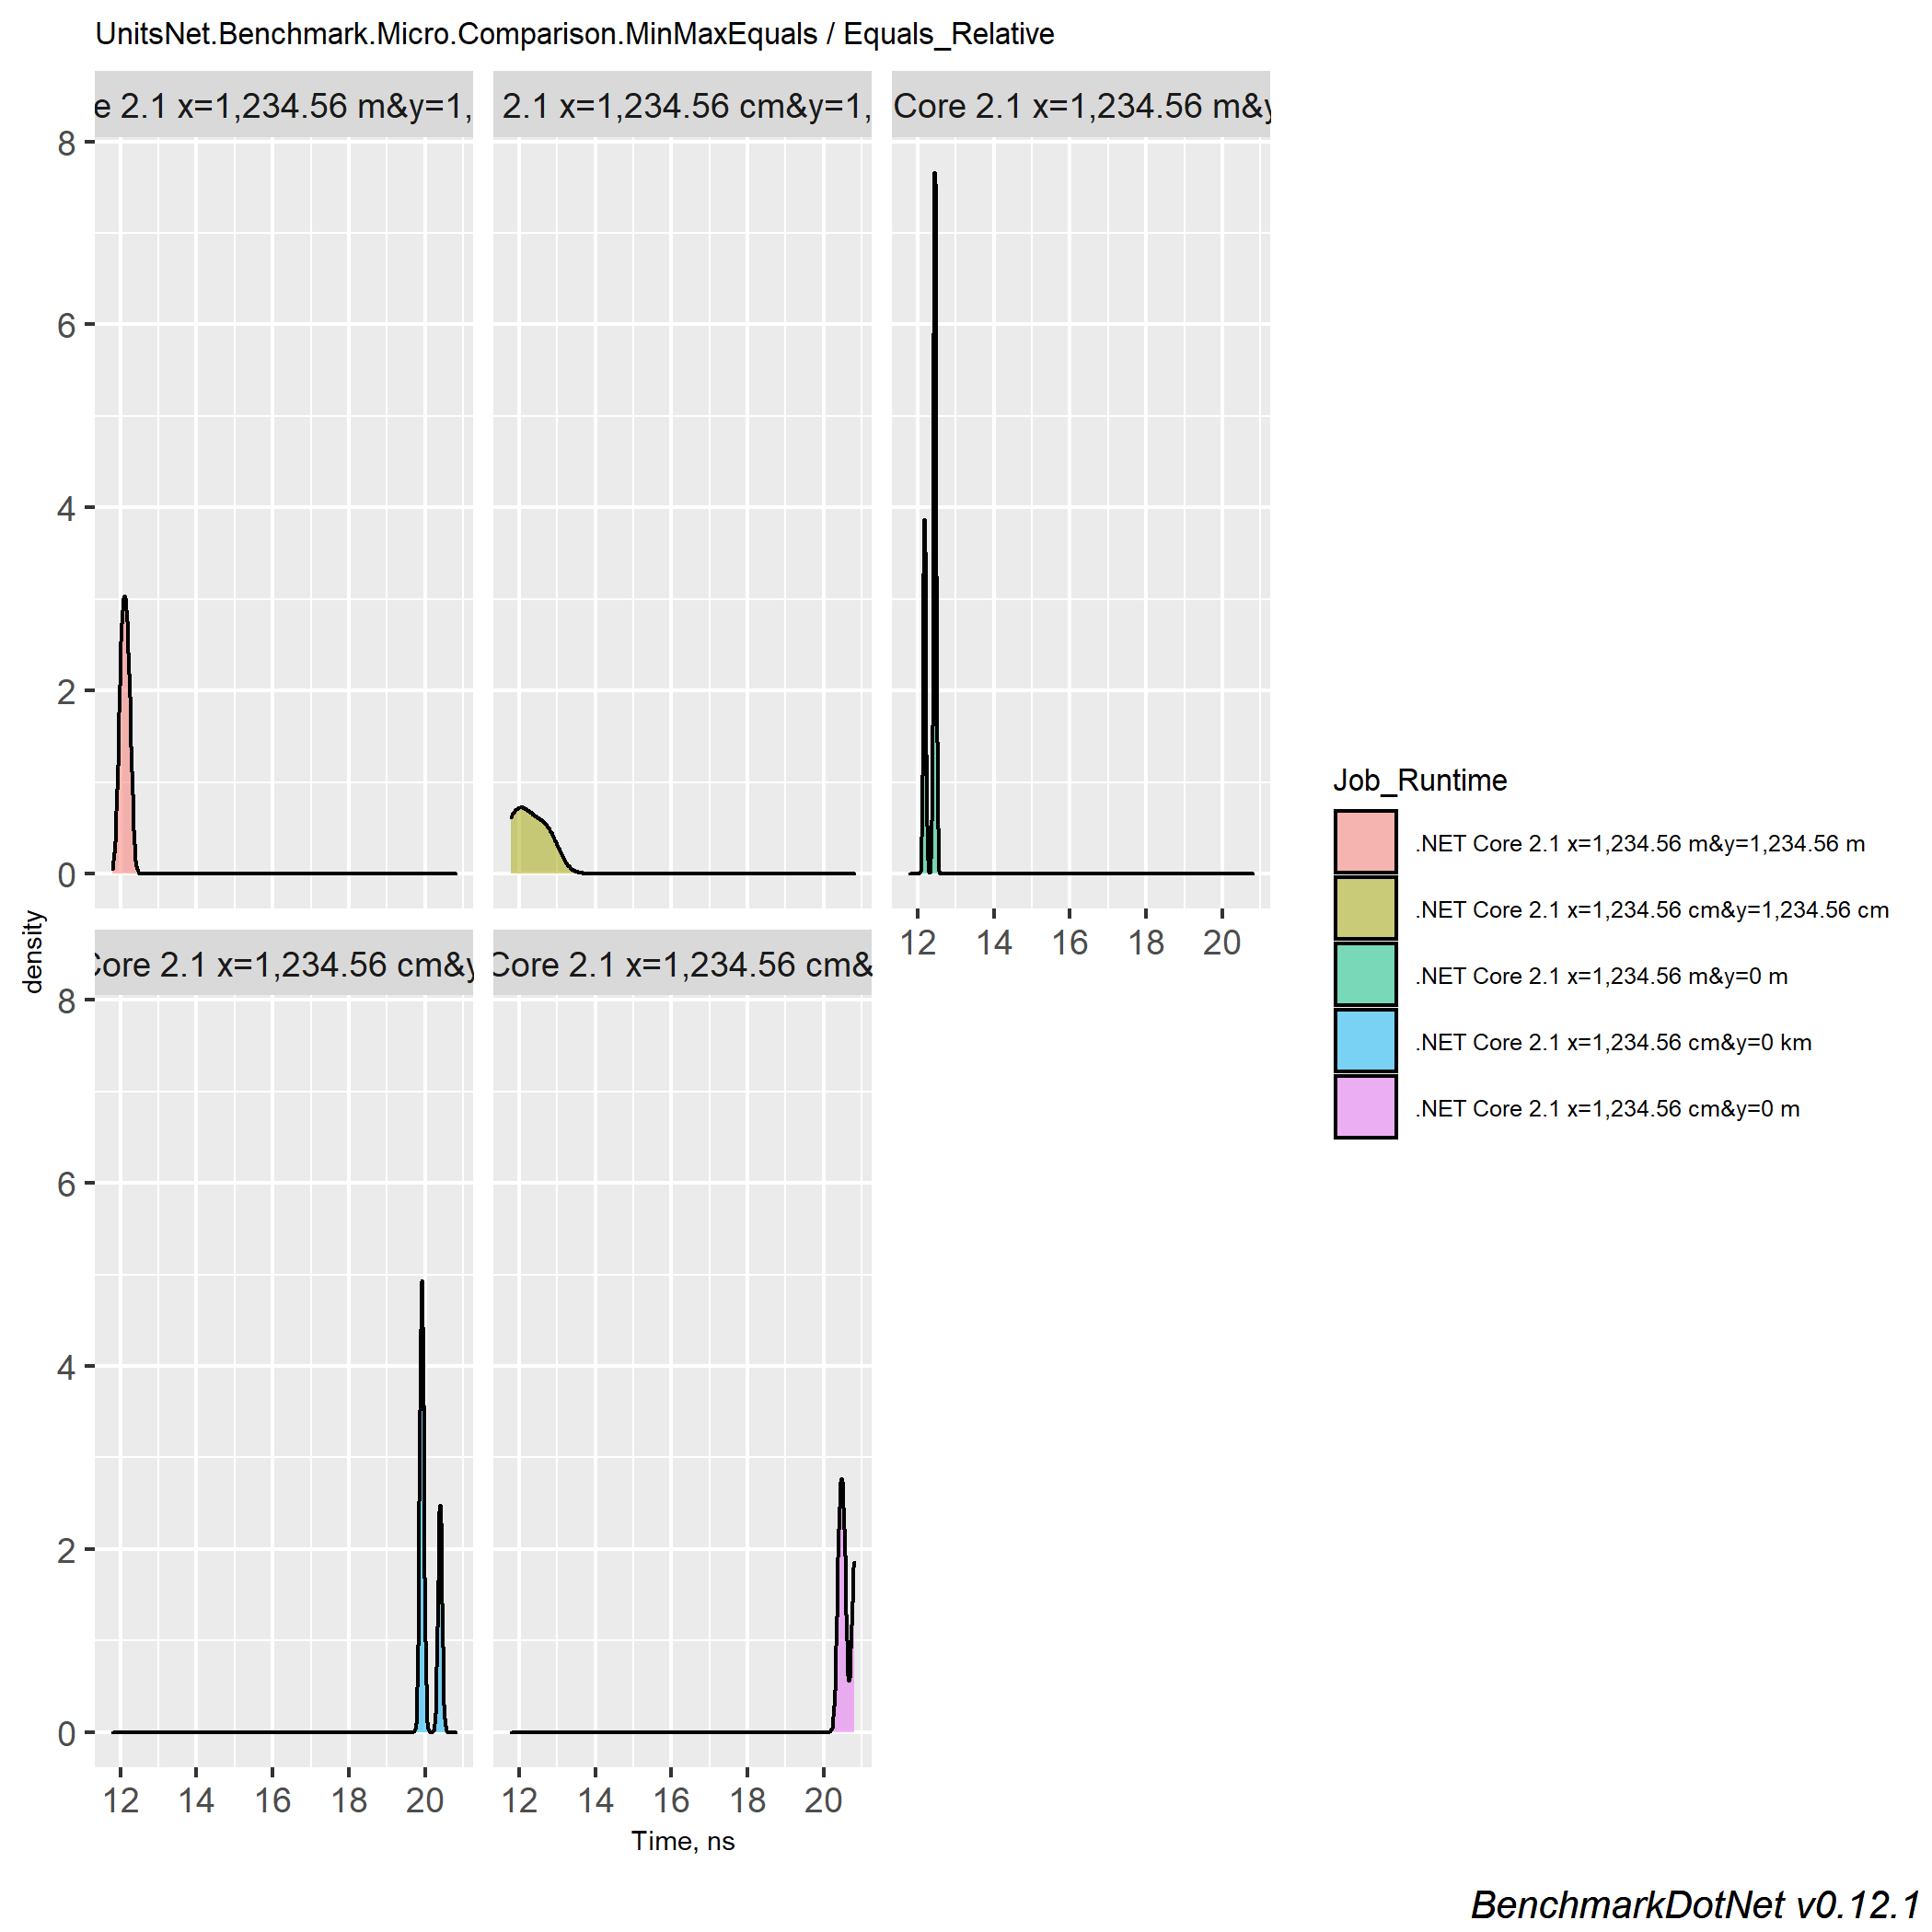 UnitsNet.Benchmark.Micro.Comparison.MinMaxEquals / Equals_Relative
e 2.1 x=1,234.56 m&y=1,
2.1 x=1,234.56 cm&y=1,
Core 2.1 x=1,234.56 m&y
8
6
4
2
0
12 14 16 18 20
density
Core 2.1 x=1,234.56 cm&y
Core 2.1 x=1,234.56 cm&
8
6
4
2
0
12 14 16 18 20
12 14 16 18 20
Time, ns
Job_Runtime
.NET Core 2.1 x=1,234.56 m&y=1,234.56 m
.NET Core 2.1 x=1,234.56 cm&y=1,234.56 cm
.NET Core 2.1 x=1,234.56 m&y=0 m
.NET Core 2.1 x=1,234.56 cm&y=0 km
.NET Core 2.1 x=1,234.56 cm&y=0 m
BenchmarkDotNet v0.12.1